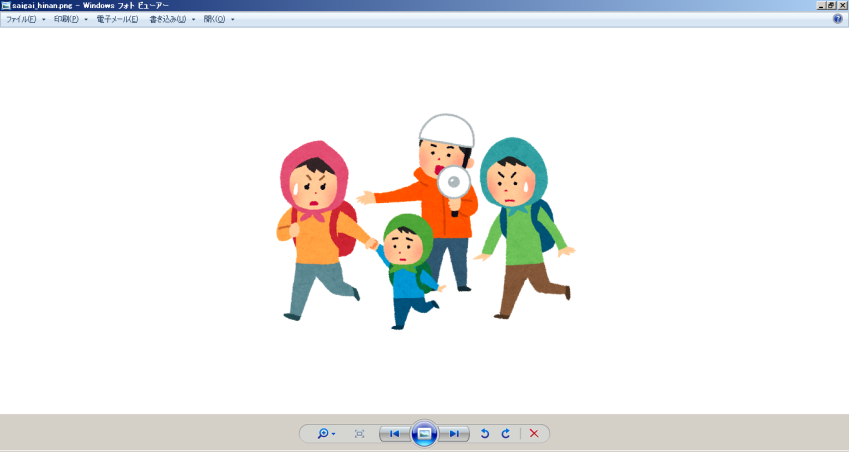 saigai_hinan.png - Windows フォト ビューアー
ファイル(F) 印刷(P) 電子メール(E) 書き込み(U) 開く(O)